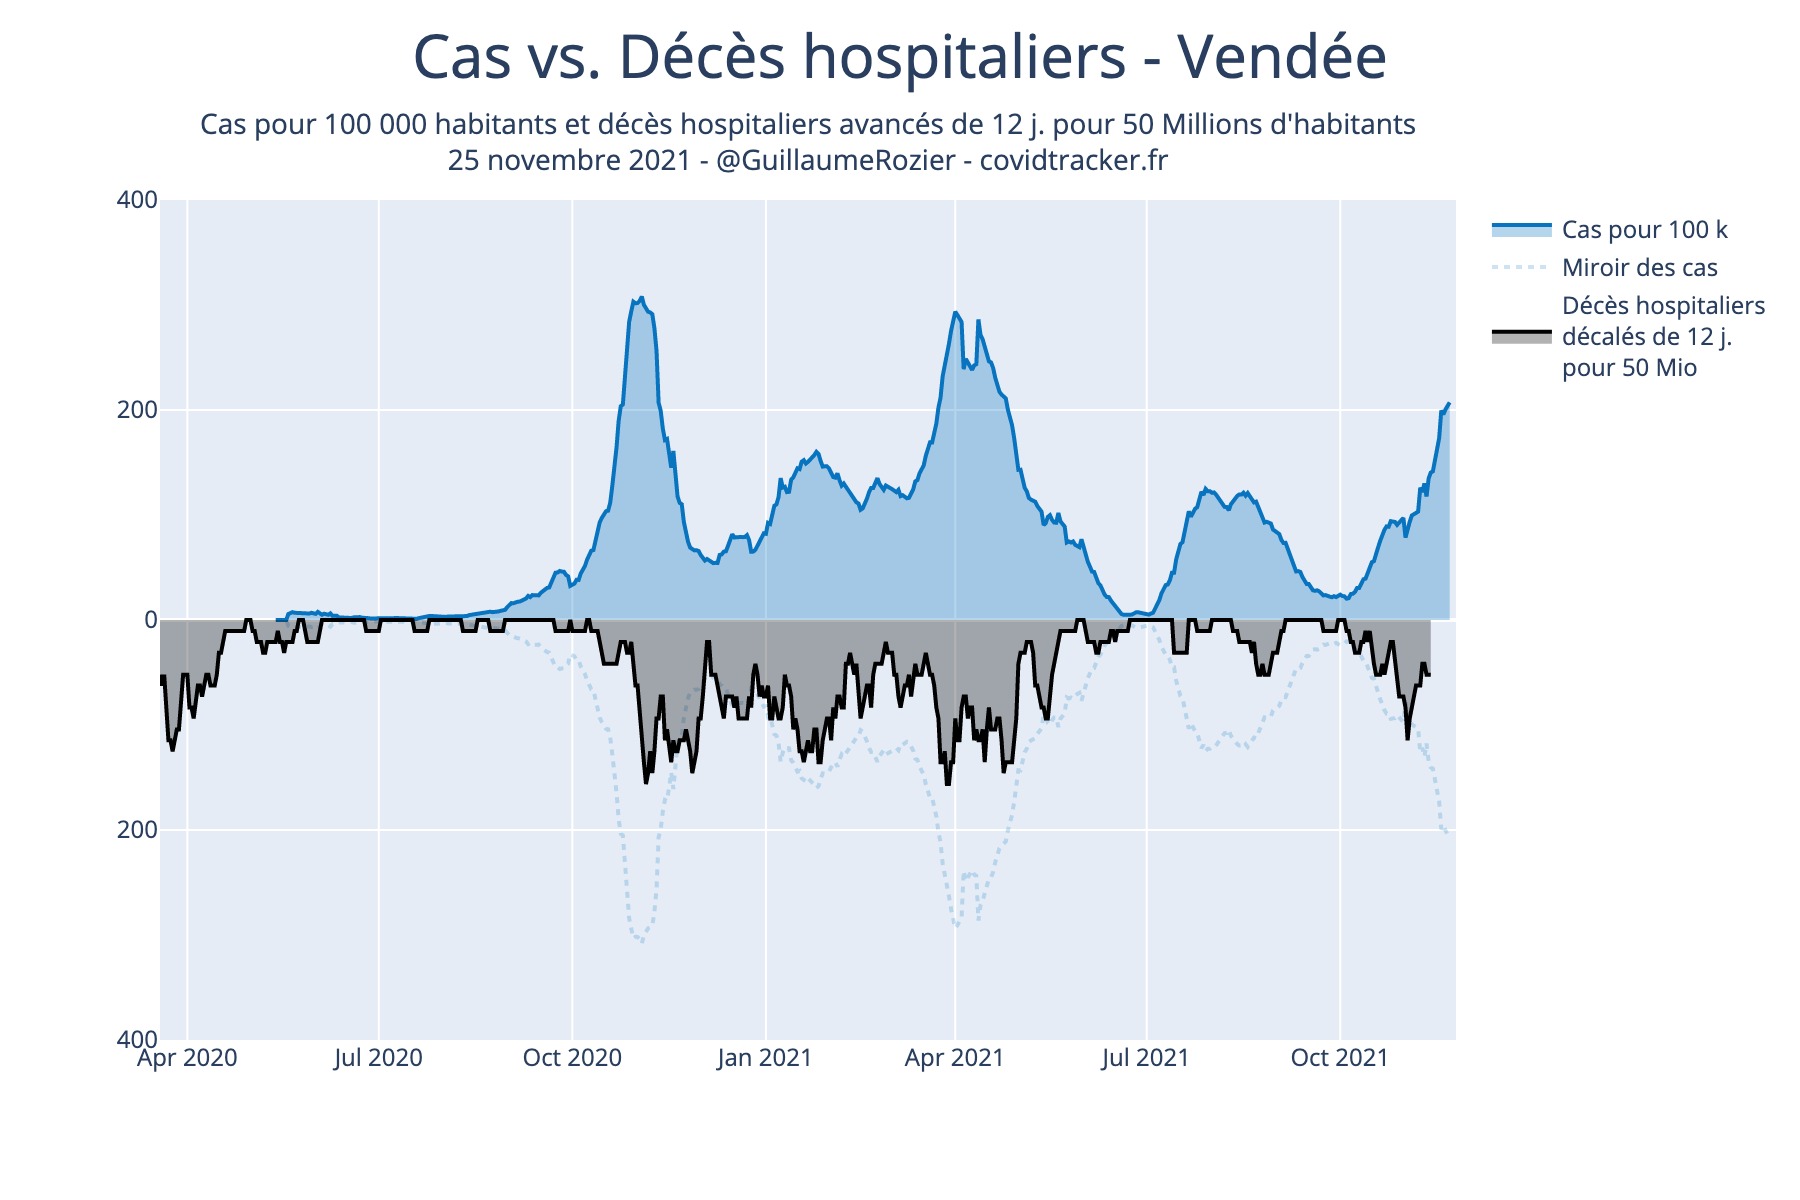 Cas vs. Décès hospitaliers - Vendée
Cas pour 100 000 habitants et décès hospitaliers avancés de 12 j. pour 50 Millions d'habitants
25 novembre 2021 - @GuillaumeRozier - covidtracker.fr
400
200
0
200
400
Apr 2020
Jul 2020
Oct 2020
Jan 2021
Apr 2021
Jul 2021
Oct 2021
Cas pour 100 k
Miroir des cas
Décès hospitaliers
décalés de 12 j.
pour 50 Mio